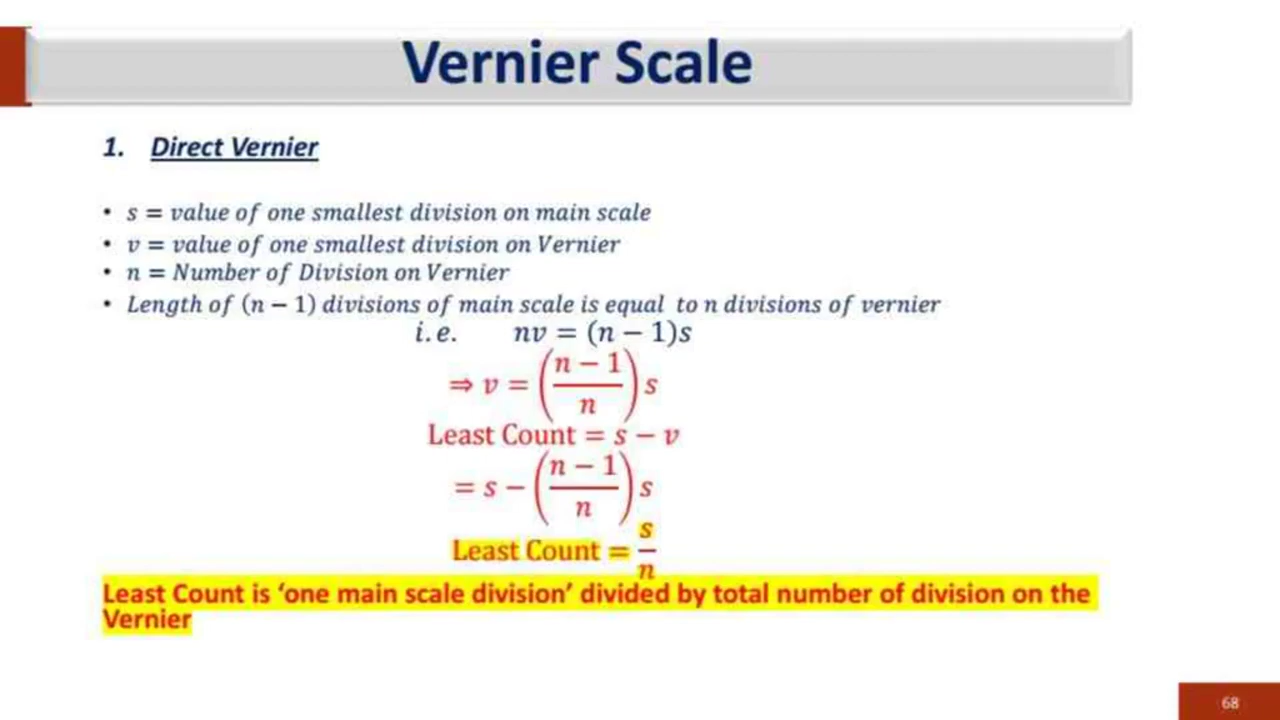 Vernier Scale
1. Direct Vernier
• s = value of one smallest division on main scale
• v = value of one smallest division on Vernier
• n = Number of Division on Vernier
• Length of (n − 1) divisions of main scale is equal to n divisions of vernier
i.e. nv = (n − 1)s
⇒ v = ((n − 1)/n) s
Least Count = s − v
= s − ((n − 1)/n) s
Least Count = s/n
Least Count is ‘one main scale division’ divided by total number of division on the
Vernier
68